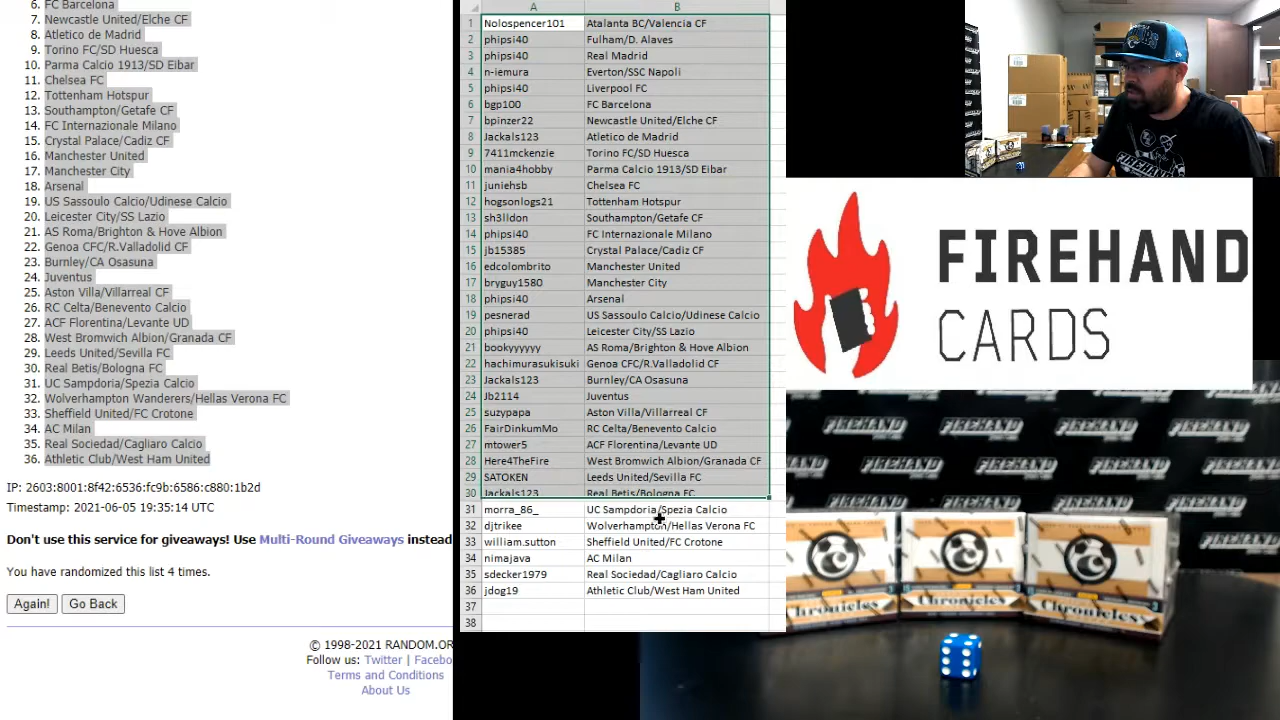 6. FC Barcelona
7. Newcastle United/Elche CF
8. Atletico de Madrid
9. Torino FC/SD Huesca
10. Parma Calcio 1913/SD Eibar
11. Chelsea FC
12. Tottenham Hotspur
13. Southampton/Getafe CF
14. FC Internazionale Milano
15. Crystal Palace/Cadiz CF
16. Manchester United
17. Manchester City
18. Arsenal
19. US Sassoulo Calcio/Udinese Calcio
20. Leicester City/SS Lazio
21. AS Roma/Brighton & Hove Albion
22. Genoa CFC/R.Valladolid CF
23. Burnley/CA Osasuna
24. Juventus
25. Aston Villa/Villarreal CF
26. RC Celta/Benevento Calcio
27. ACF Florentina/Levante UD
28. West Bromwich Albion/Granada CF
29. Leeds United/Sevilla FC
30. Real Betis/Bologna FC
31. UC Sampdoria/Spezia Calcio
32. Wolverhampton Wanderers/Hellas Verona FC
33. Sheffield United/FC Crotone
34. AC Milan
35. Real Sociedad/Cagliaro Calcio
36. Athletic Club/West Ham United
IP: 2603:8001:8f42:6536:fc9b:6586:c880:1b2d
Timestamp: 2021-06-05 19:35:14 UTC
Don't use this service for giveaways! Use Multi-Round Giveaways instead
You have randomized this list 4 times.
Again! Go Back
© 1998-2021 RANDOM.OR
Follow us: Twitter | Facebo
Terms and Conditions
About Us
A B
1 Nolospencer101 Atalanta BC/Valencia CF
2 phipsi40 Fulham/D. Alaves
3 phipsi40 Real Madrid
4 n-iemura Everton/SSC Napoli
5 phipsi40 Liverpool FC
6 bgp100 FC Barcelona
7 bpinzer22 Newcastle United/Elche CF
8 Jackals123 Atletico de Madrid
9 7411mckenzie Torino FC/SD Huesca
10 mania4hobby Parma Calcio 1913/SD Eibar
11 juniehsb Chelsea FC
12 hogsonlogs21 Tottenham Hotspur
13 sh3lldon Southampton/Getafe CF
14 phipsi40 FC Internazionale Milano
15 jb15385 Crystal Palace/Cadiz CF
16 edcolombrito Manchester United
17 bryguy1580 Manchester City
18 phipsi40 Arsenal
19 pesnerad US Sassoulo Calcio/Udinese Calcio
20 phipsi40 Leicester City/SS Lazio
21 bookyyyyyy AS Roma/Brighton & Hove Albion
22 hachimurasukisuki Genoa CFC/R.Valladolid CF
23 Jackals123 Burnley/CA Osasuna
24 Jb2114 Juventus
25 suzypapa Aston Villa/Villarreal CF
26 FairDinkumMo RC Celta/Benevento Calcio
27 mtower5 ACF Florentina/Levante UD
28 Here4TheFire West Bromwich Albion/Granada CF
29 SATOKEN Leeds United/Sevilla FC
30 Jackals123 Real Betis/Bologna FC
31 morra_86_ UC Sampdoria/Spezia Calcio
32 djtrikee Wolverhampton/Hellas Verona FC
33 william.sutton Sheffield United/FC Crotone
34 nimajava AC Milan
35 sdecker1979 Real Sociedad/Cagliaro Calcio
36 jdog19 Athletic Club/West Ham United
37
38
FIREHAND
CARDS
FIREHAND FIREHAND FIREHAND
FIREHAND FIREHAND
Chronicles Chronicles Chronicles